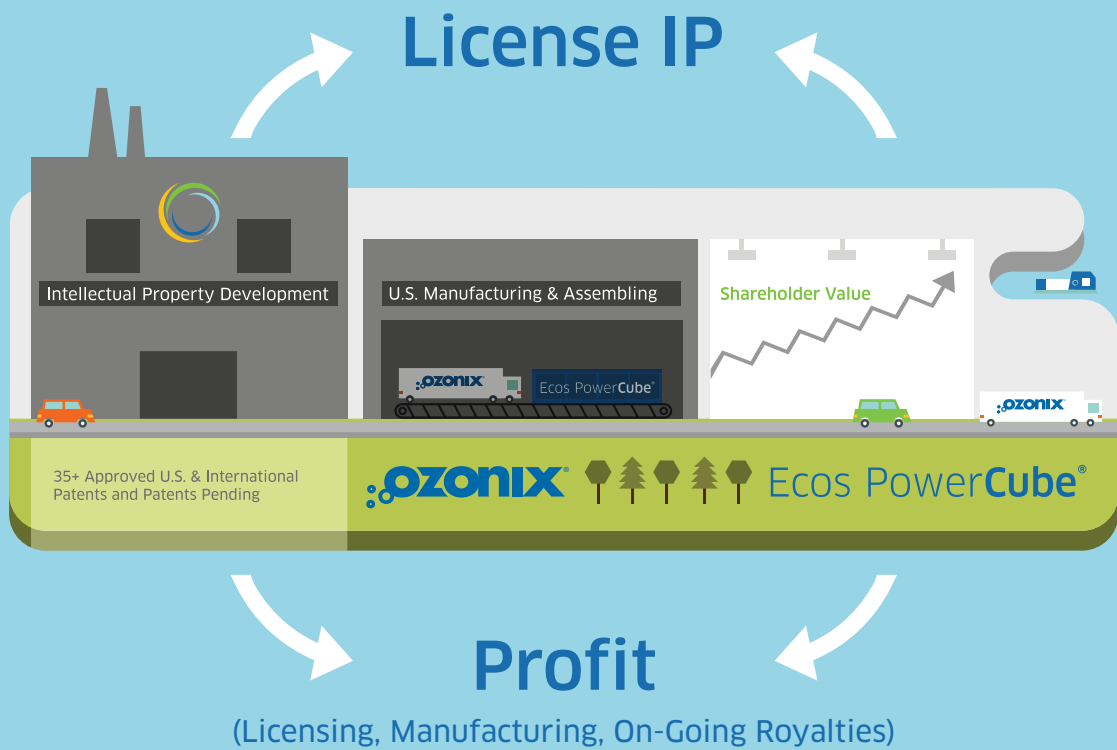 License IP
Intellectual Property Development
U.S. Manufacturing & Assembling
Shareholder Value
OZONIX
Ecos PowerCube®
OZONIX
35+ Approved U.S. & International
Patents and Patents Pending
OZONIX®
Ecos PowerCube®
Profit
(Licensing, Manufacturing, On-Going Royalties)